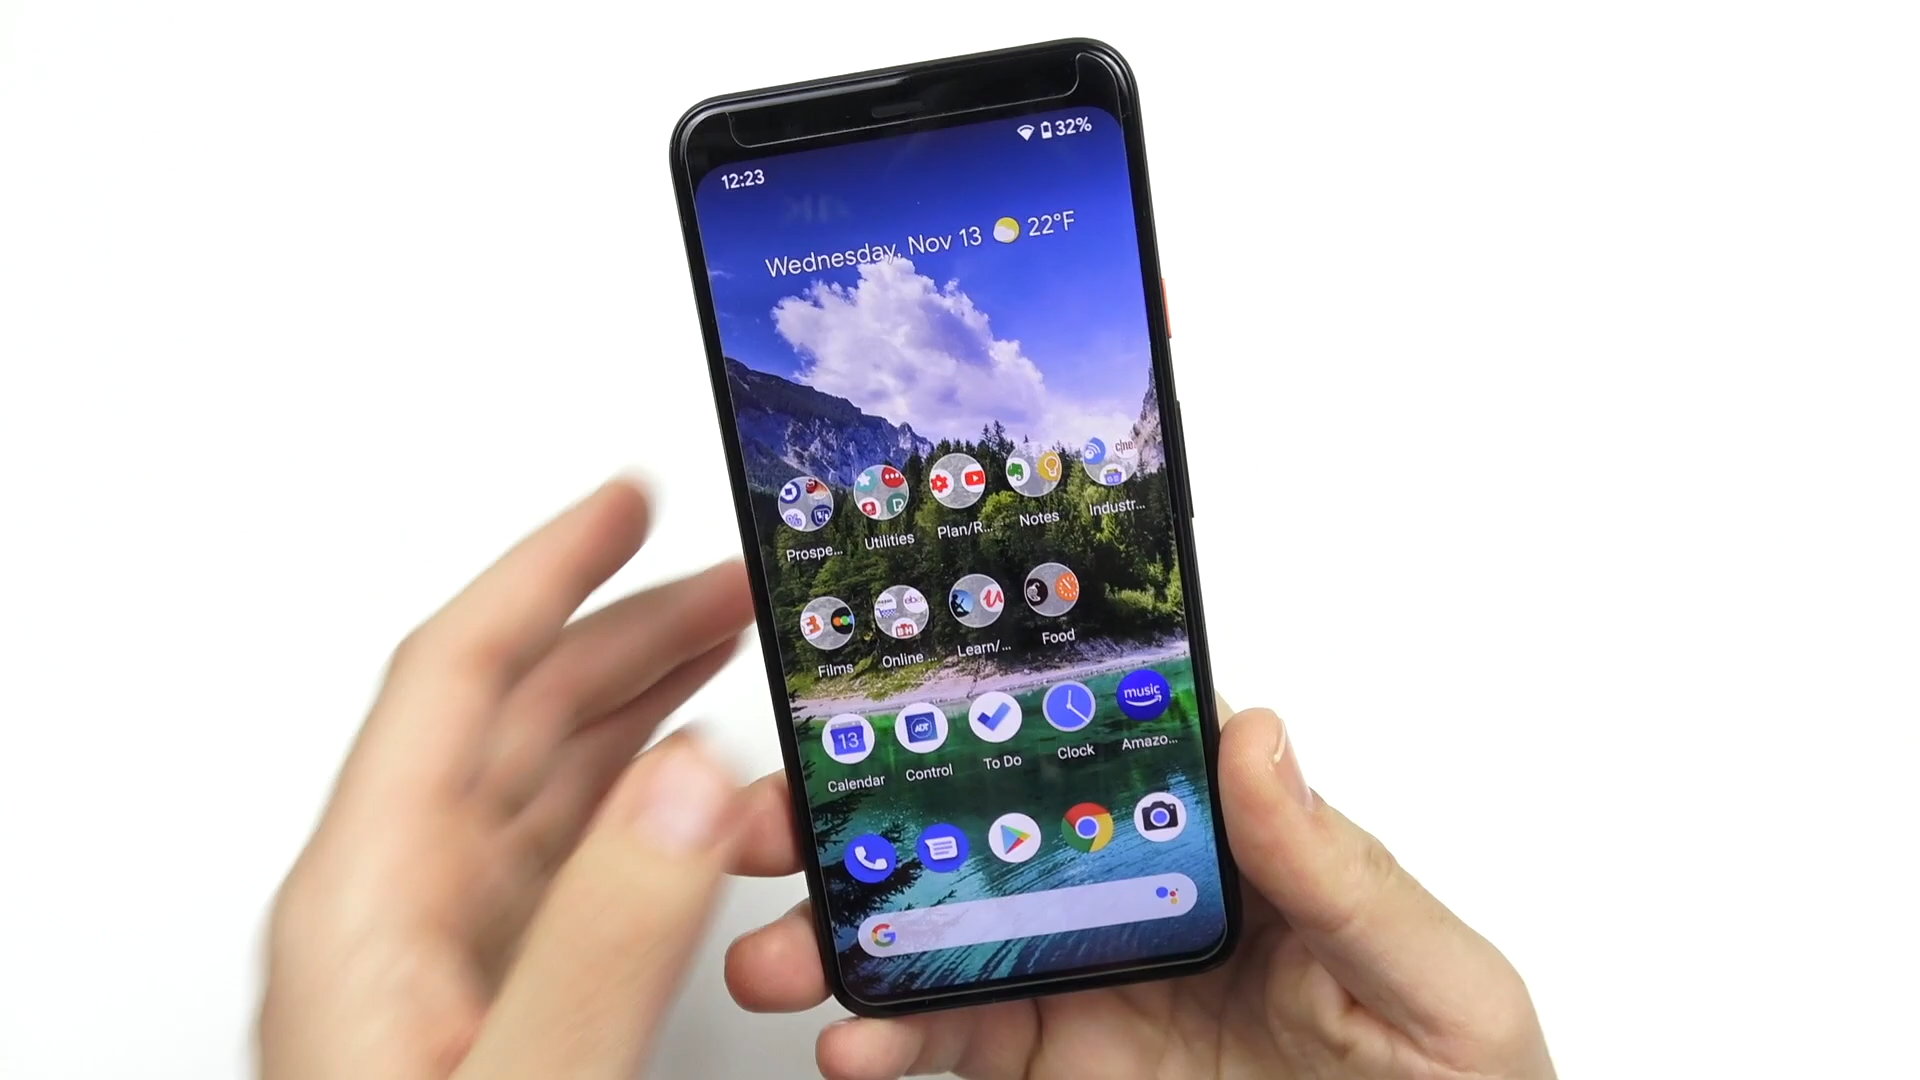 32%
12:23
Wednesday, Nov 13 22°F
Prospe... Utilities Plan/R... Notes Industr...
Films Online ... Learn/... Food
13 ADT music
Calendar Control To Do Clock Amazo...
G